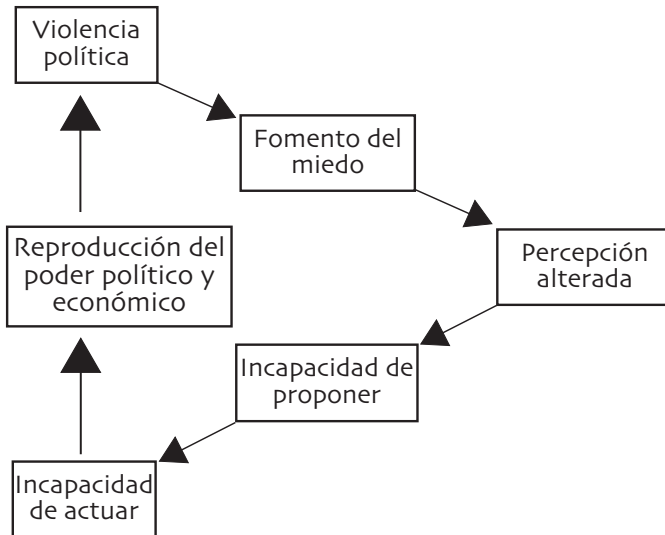 Violencia
política
Fomento del
miedo
Percepción
alterada
Reproducción del
poder político y
económico
Incapacidad de
proponer
Incapacidad
de actuar